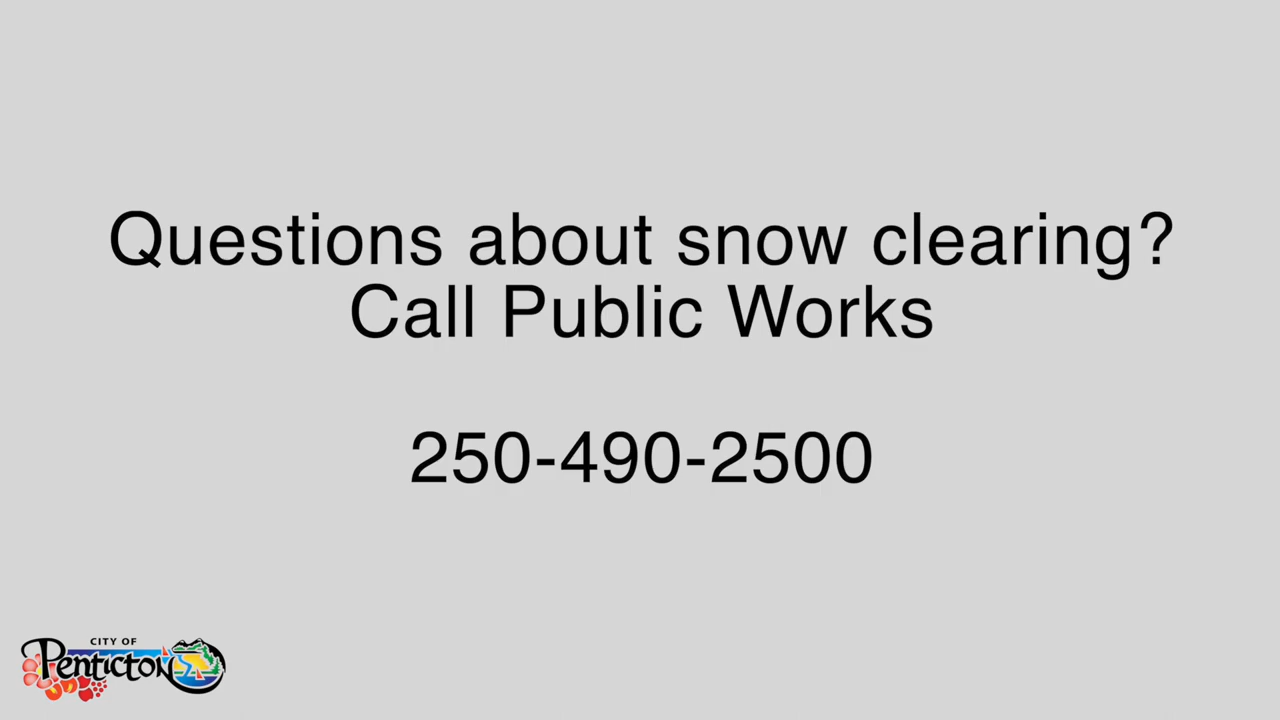 Questions about snow clearing?
Call Public Works
250-490-2500
CITY OF
Penticton